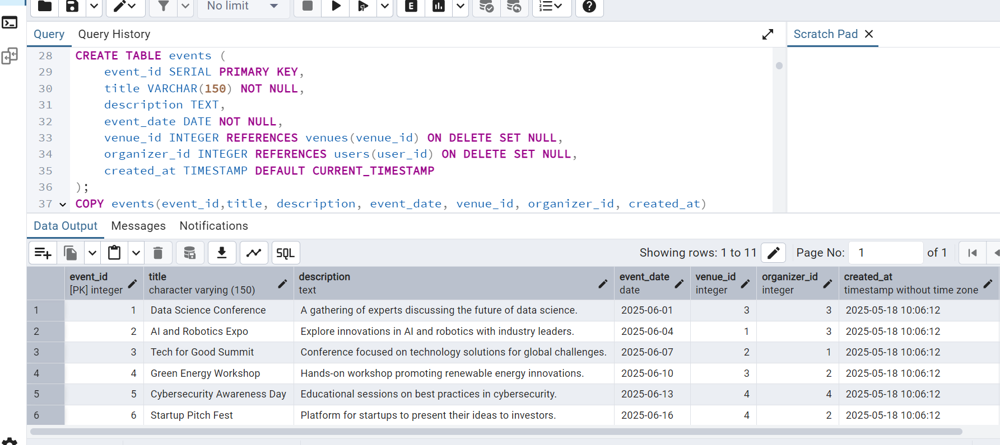 No limit
E
Query
Query History
Scratch Pad
28 CREATE TABLE events (
29 event_id SERIAL PRIMARY KEY,
30 title VARCHAR(150) NOT NULL,
31 description TEXT,
32 event_date DATE NOT NULL,
33 venue_id INTEGER REFERENCES venues(venue_id) ON DELETE SET NULL,
34 organizer_id INTEGER REFERENCES users(user_id) ON DELETE SET NULL,
35 created_at TIMESTAMP DEFAULT CURRENT_TIMESTAMP
36 );
37 COPY events(event_id,title, description, event_date, venue_id, organizer_id, created_at)
Data Output Messages Notifications
SQL Showing rows: 1 to 11 Page No: 1 of 1
event_id title description event_date venue_id organizer_id created_at
[PK] integer character varying (150) text date integer integer timestamp without time zone
1 1 Data Science Conference A gathering of experts discussing the future of data science. 2025-06-01 3 3 2025-05-18 10:06:12
2 2 AI and Robotics Expo Explore innovations in AI and robotics with industry leaders. 2025-06-04 1 3 2025-05-18 10:06:12
3 3 Tech for Good Summit Conference focused on technology solutions for global challenges. 2025-06-07 2 1 2025-05-18 10:06:12
4 4 Green Energy Workshop Hands-on workshop promoting renewable energy innovations. 2025-06-10 3 2 2025-05-18 10:06:12
5 5 Cybersecurity Awareness Day Educational sessions on best practices in cybersecurity. 2025-06-13 4 4 2025-05-18 10:06:12
6 6 Startup Pitch Fest Platform for startups to present their ideas to investors. 2025-06-16 4 2 2025-05-18 10:06:12